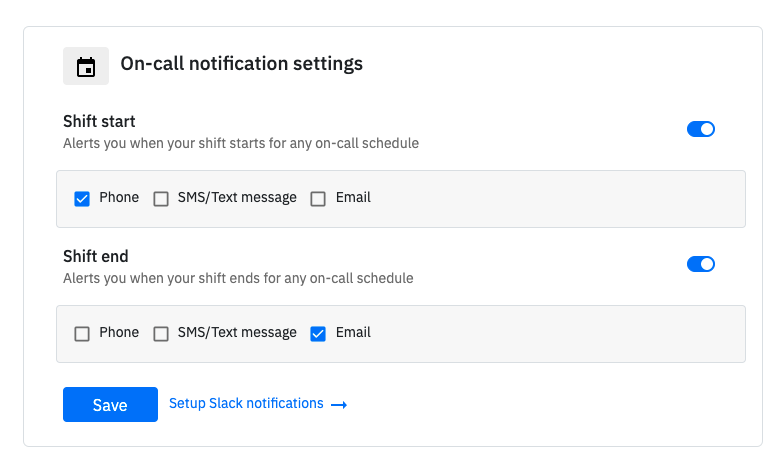 On-call notification settings
Shift start
Alerts you when your shift starts for any on-call schedule
Phone SMS/Text message Email
Shift end
Alerts you when your shift ends for any on-call schedule
Phone SMS/Text message Email
Save Setup Slack notifications →